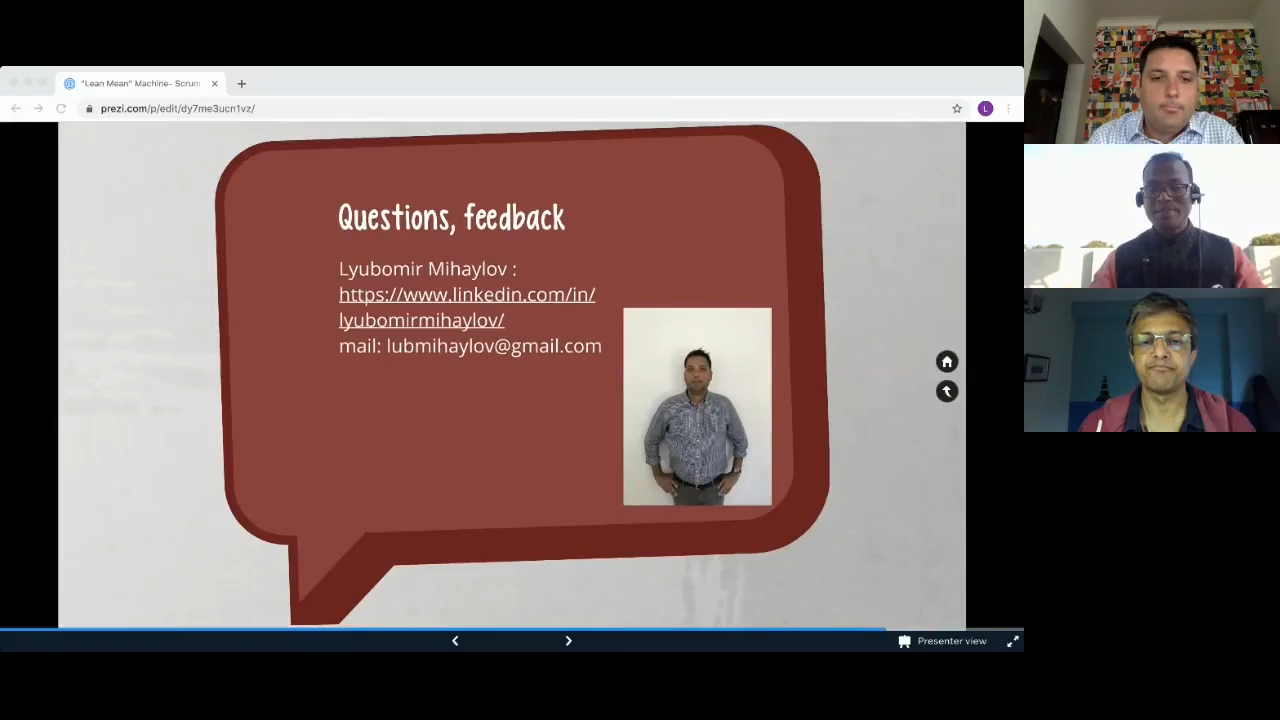 "Lean Mean" Machine- Scrum
prezi.com/p/edit/dy7me3ucn1vz/
L
Questions, feedback
Lyubomir Mihaylov :
https://www.linkedin.com/in/
lyubomirmihaylov/
mail: lubmihaylov@gmail.com
Presenter view